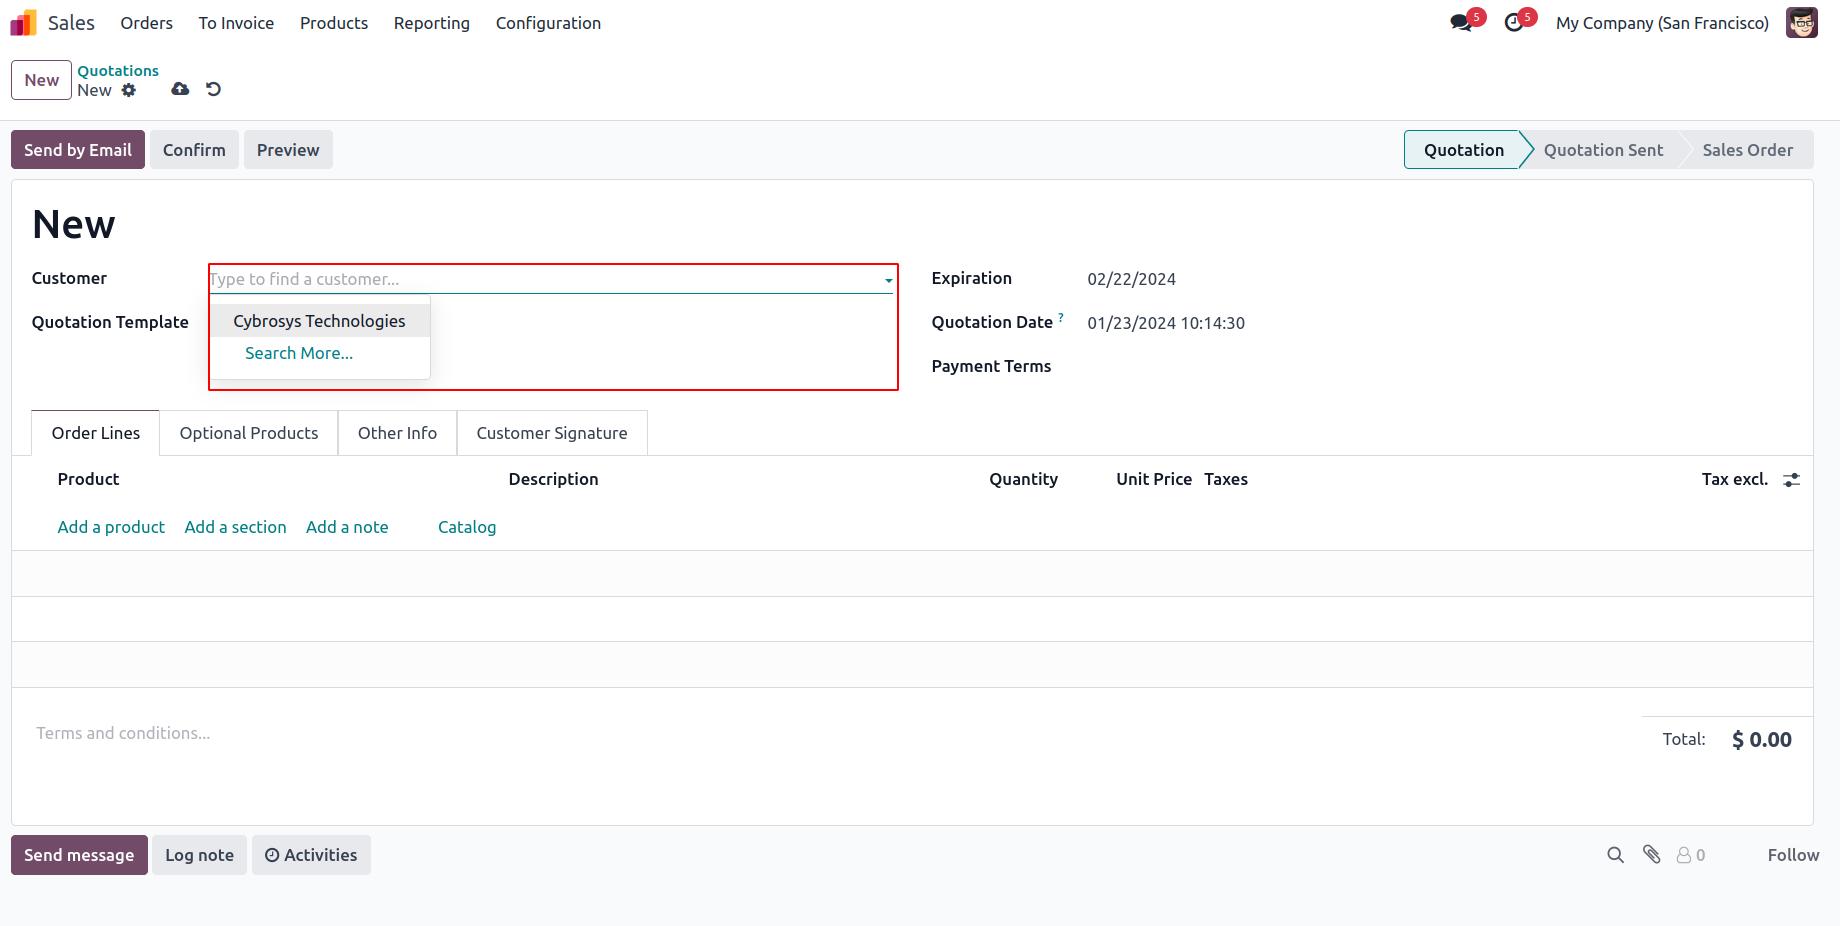 Sales Orders To Invoice Products Reporting Configuration 5 5 My Company (San Francisco)
New Quotations
New
Send by Email Confirm Preview Quotation Quotation Sent Sales Order
New
Customer Type to find a customer... Expiration 02/22/2024
Cybrosys Technologies
Quotation Template Quotation Date ? 01/23/2024 10:14:30
Search More...
Payment Terms
Order Lines Optional Products Other Info Customer Signature
Product Description Quantity Unit Price Taxes Tax excl.
Add a product Add a section Add a note Catalog
Terms and conditions...
Total: $ 0.00
Send message Log note Activities 0 Follow